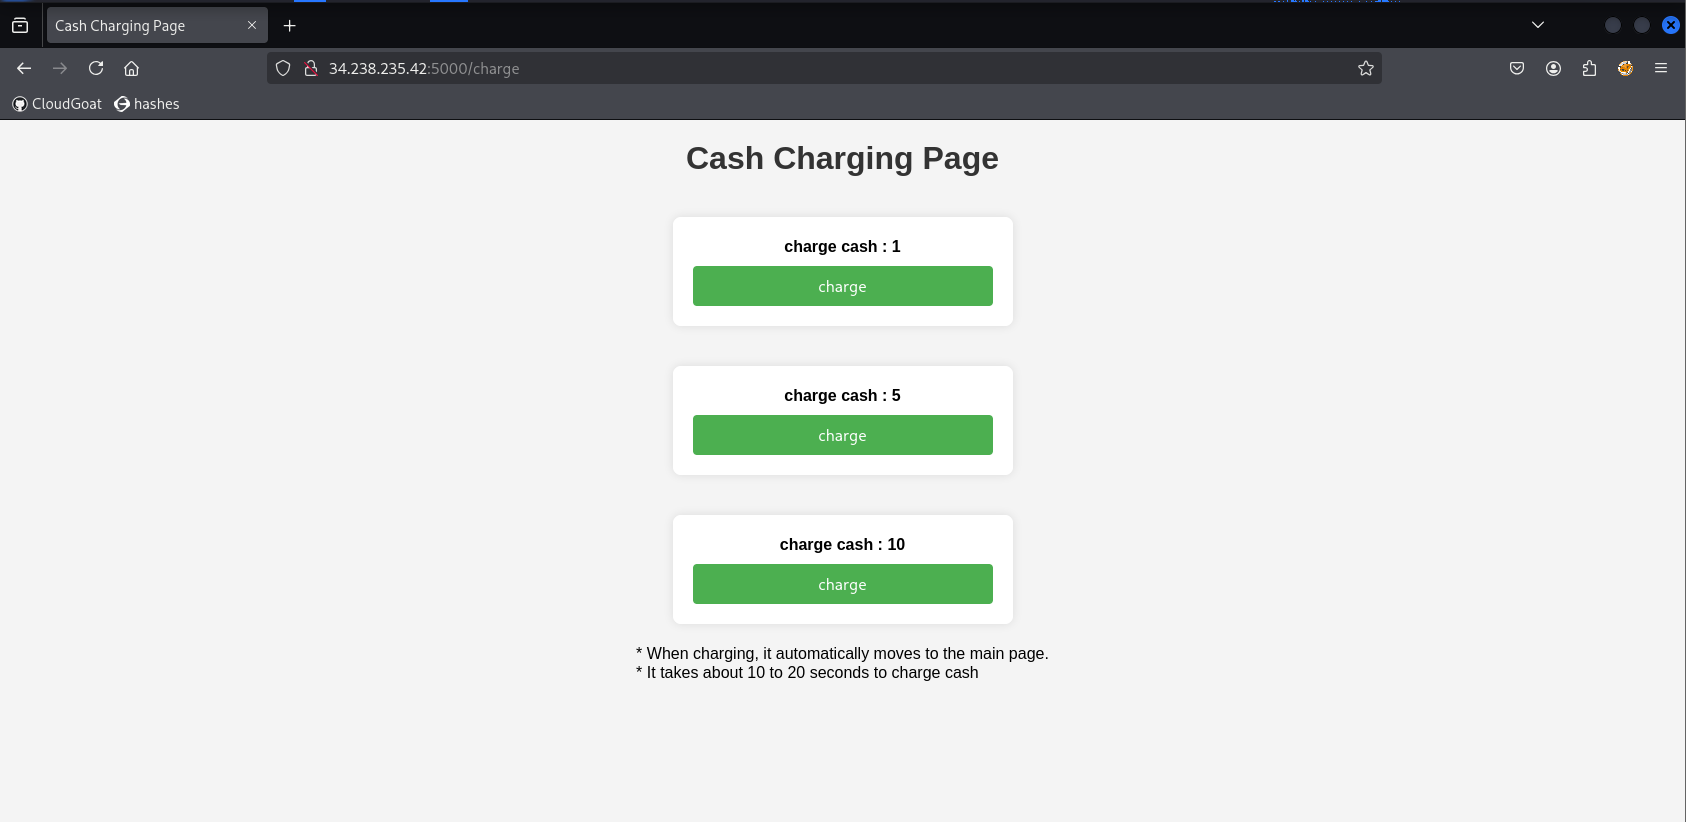 Cash Charging Page
34.238.235.42:5000/charge
CloudGoat hashes
Cash Charging Page
charge cash : 1
charge
charge cash : 5
charge
charge cash : 10
charge
* When charging, it automatically moves to the main page.
* It takes about 10 to 20 seconds to charge cash